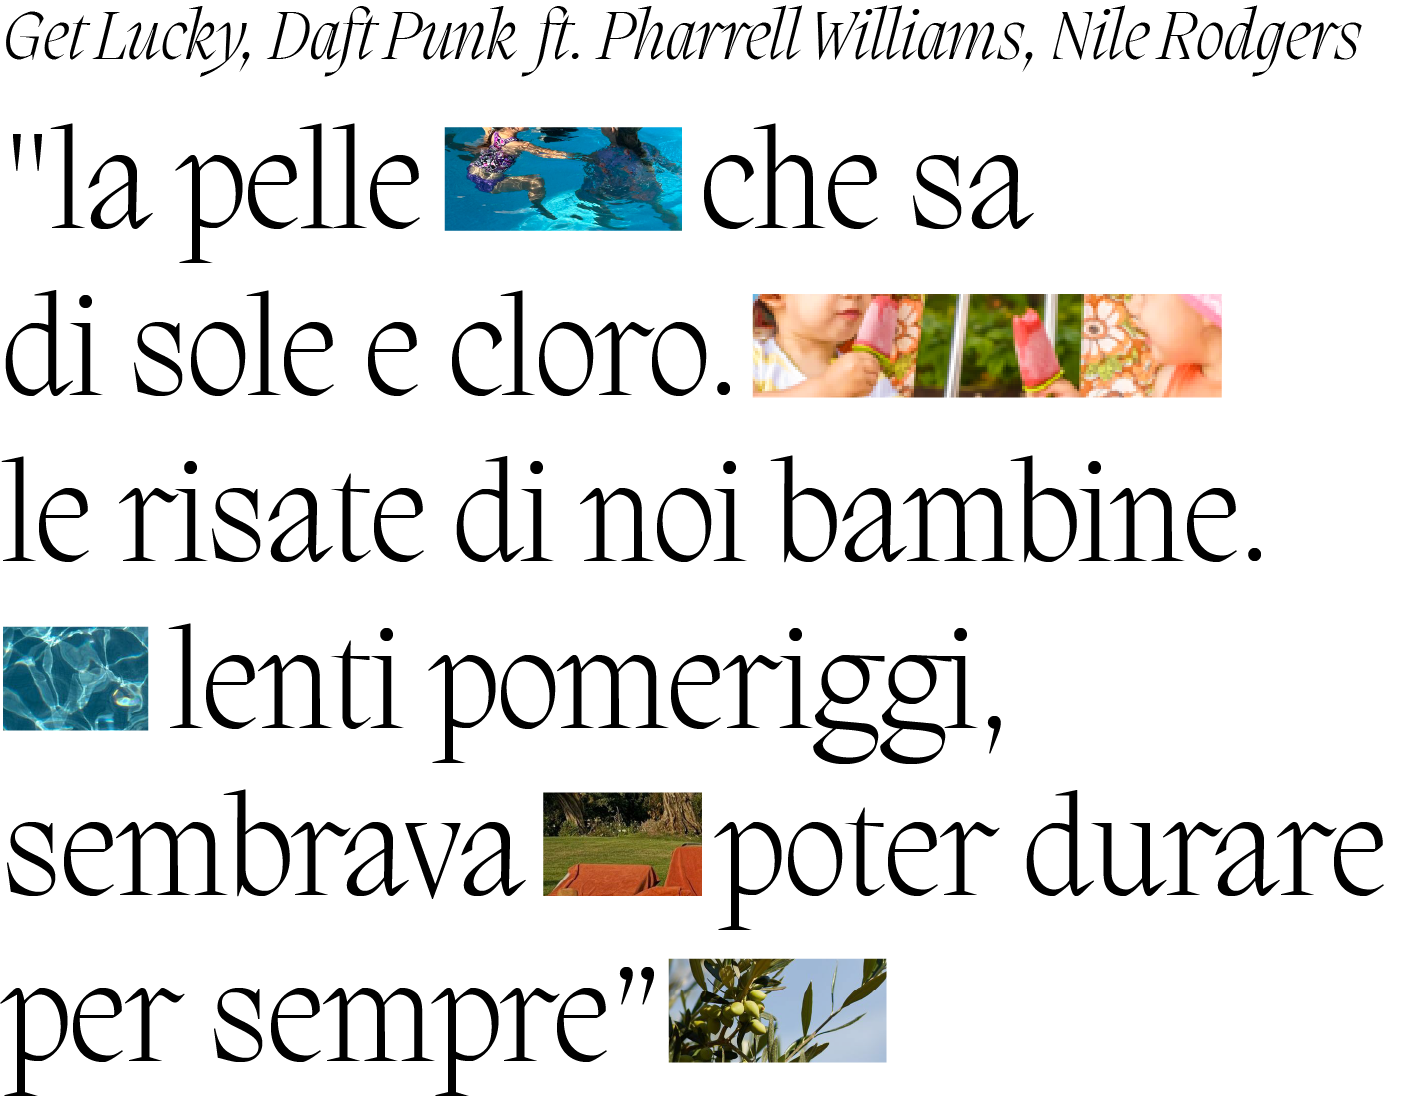 Get Lucky, Daft Punk ft. Pharrell Williams, Nile Rodgers
"la pelle che sa
di sole e cloro.
le risate di noi bambine.
lenti pomeriggi,
sembrava poter durare
per sempre”